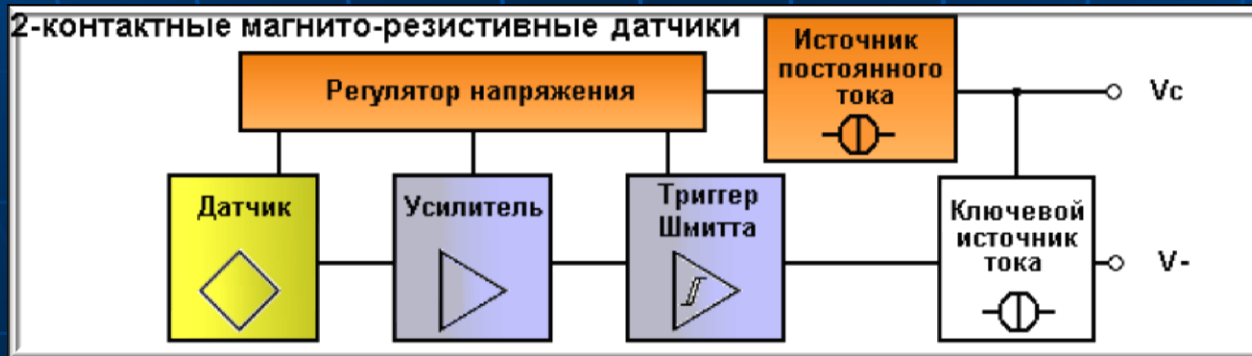 2-контактные магнито-резистивные датчики
Источник
постоянного
тока
Регулятор напряжения
Vc
Датчик
Усилитель
Триггер
Шмитта
Ключевой
источник
тока
V-